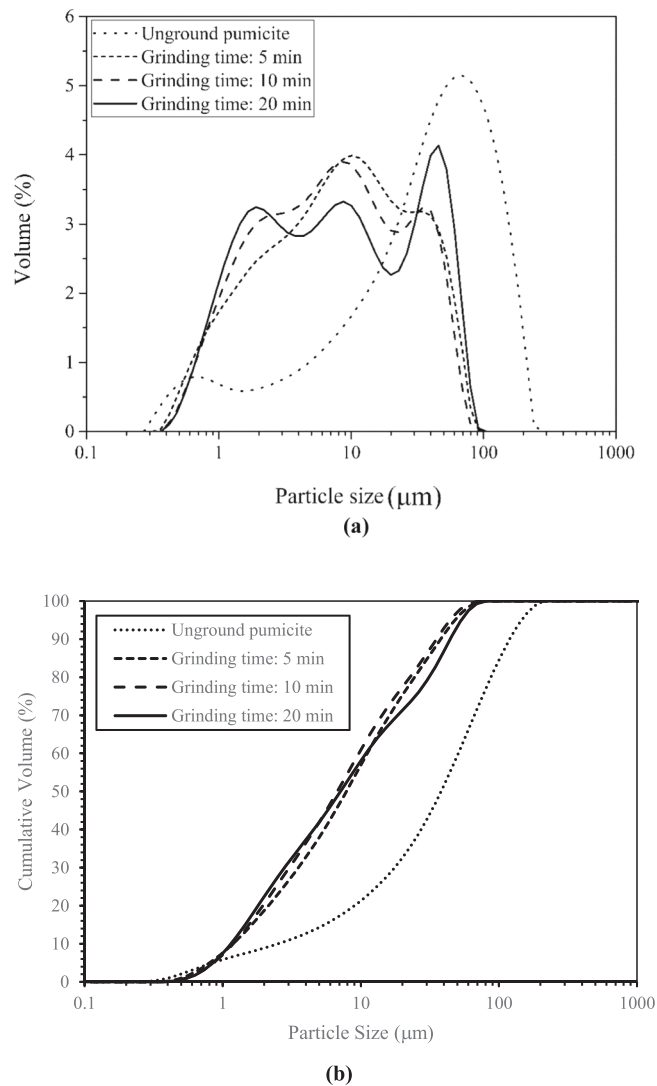 6
Unground pumicite
Grinding time: 5 min
Grinding time: 10 min
Grinding time: 20 min
5
4
3
2
1
0
Volume (%)
0.1 1 10 100 1000
Particle size (μm)
(a)
100
90
80
70
60
50
40
30
20
10
0
Unground pumicite
Grinding time: 5 min
Grinding time: 10 min
Grinding time: 20 min
Cumulative Volume (%)
0.1 1 10 100 1000
Particle Size (μm)
(b)